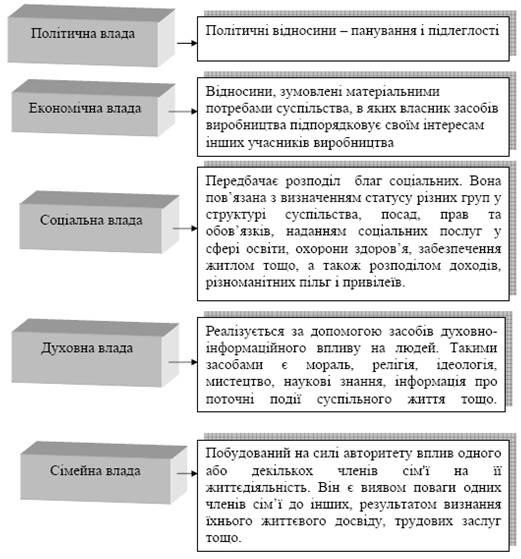 Політична влада
Політичні відносини – панування і підлеглості
Економічна влада
Відносини, зумовлені матеріальними
потребами суспільства, в яких власник засобів
виробництва підпорядковує своїм інтересам
інших учасників виробництва
Соціальна влада
Передбачає розподіл благ соціальних. Вона
пов’язана з визначенням статусу різних груп у
структурі суспільства, посад, прав та
обов’язків, наданням соціальних послуг у
сфері освіти, охорони здоров’я, забезпечення
житлом тощо, а також розподілом доходів,
різноманітних пільг і привілеїв.
Духовна влада
Реалізується за допомогою засобів духовно-
інформаційного впливу на людей. Такими
засобами є мораль, релігія, ідеологія,
мистецтво, наукові знання, інформація про
поточні події суспільного життя тощо.
Сімейна влада
Побудований на силі авторитету вплив одного
або декількох членів сім'ї на її
життєдіяльність. Він є виявом поваги одних
членів сім’ї до інших, результатом визнання
їхнього життєвого досвіду, трудових заслуг
тощо.